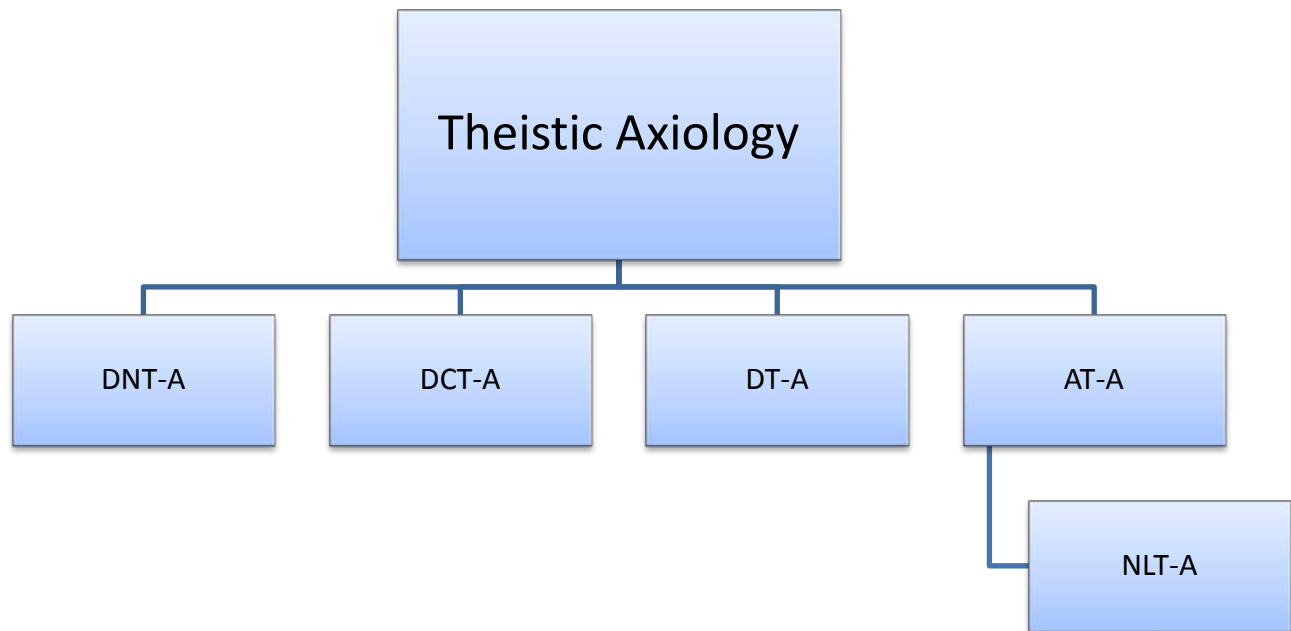 Theistic Axiology
DNT-A
DCT-A
DT-A
AT-A
NLT-A